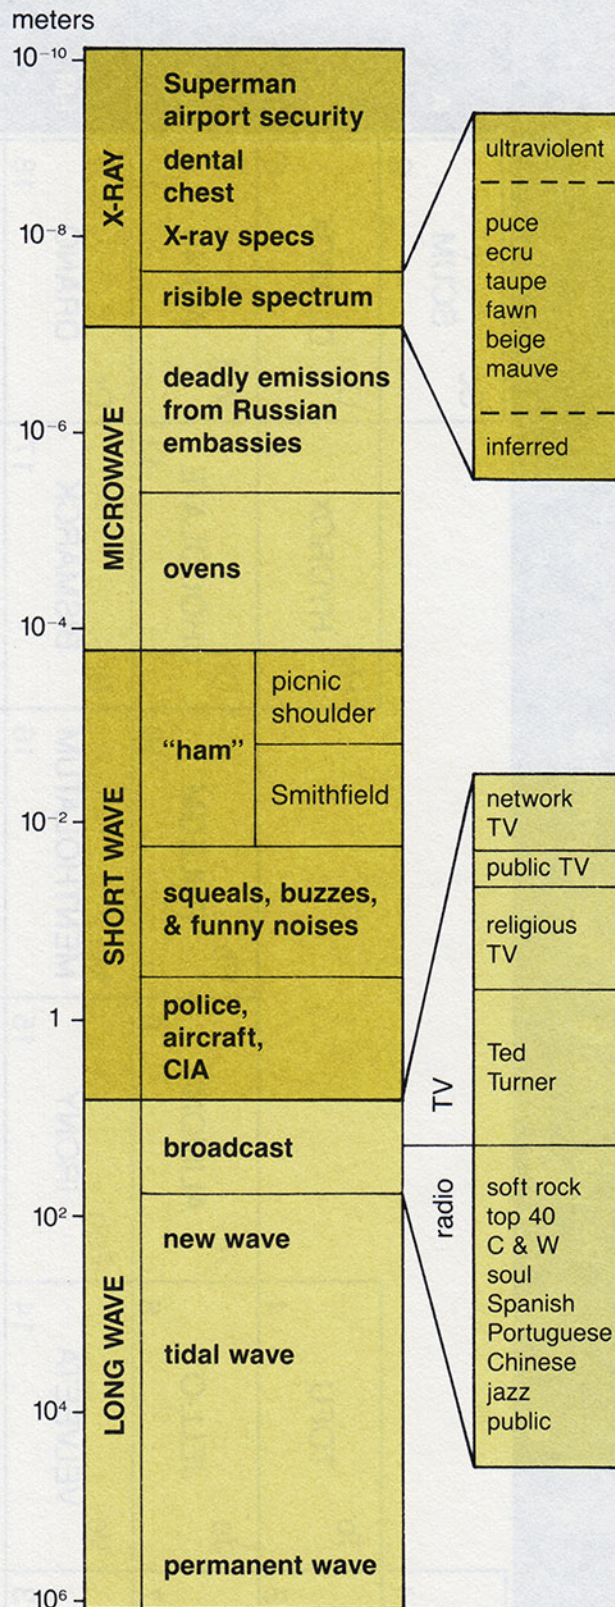 meters
10⁻¹⁰
10⁻⁸
10⁻⁶
10⁻⁴
10⁻²
1
10²
10⁴
10⁶
X-RAY
Superman
airport security
dental
chest
X-ray specs
risible spectrum
ultraviolent
puce
ecru
taupe
fawn
beige
mauve
inferred
MICROWAVE
deadly emissions
from Russian
embassies
ovens
SHORT WAVE
“ham”
picnic
shoulder
Smithfield
squeals, buzzes,
& funny noises
police,
aircraft,
CIA
LONG WAVE
broadcast
new wave
tidal wave
permanent wave
TV
network
TV
public TV
religious
TV
Ted
Turner
radio
soft rock
top 40
C & W
soul
Spanish
Portuguese
Chinese
jazz
public